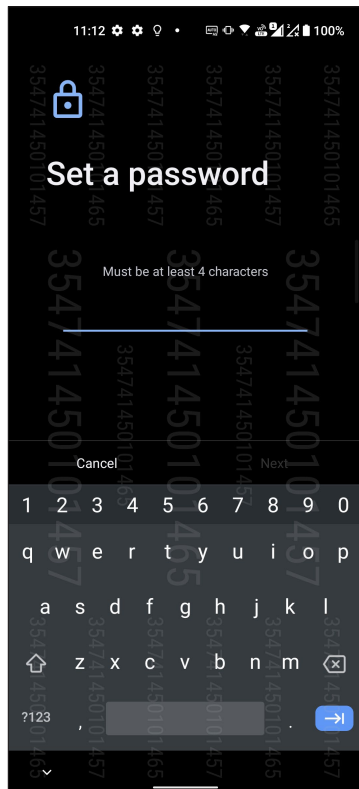 11:12 100%
Set a password
Must be at least 4 characters
Cancel Next
1 2 3 4 5 6 7 8 9 0
q w e r t y u i o p
a s d f g h j k l
z x c v b n m
?123 , .
354741450101457
354741450101465